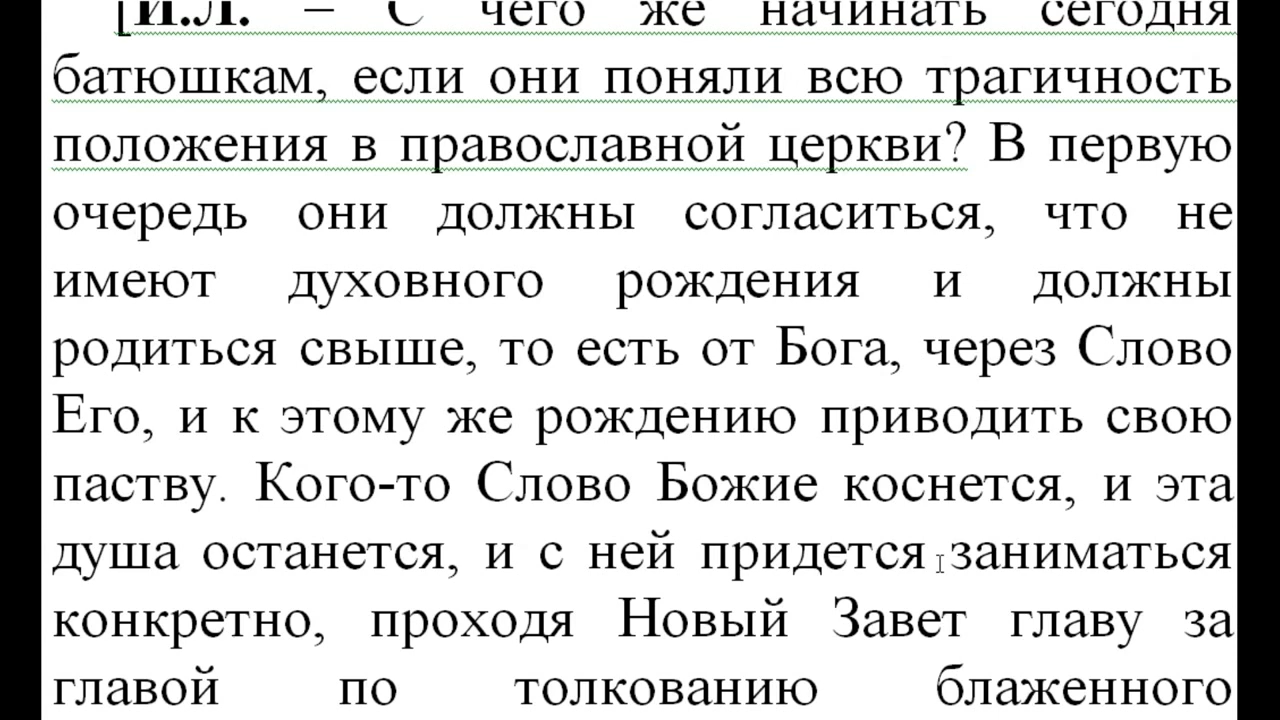 [И.Л. – С чего же начинать сегодня
батюшкам, если они поняли всю трагичность
положения в православной церкви? В первую
очередь они должны согласиться, что не
имеют духовного рождения и должны
родиться свыше, то есть от Бога, через Слово
Его, и к этому же рождению приводить свою
паству. Кого-то Слово Божие коснется, и эта
душа останется, и с ней придется заниматься
конкретно, проходя Новый Завет главу за
главой по толкованию блаженного